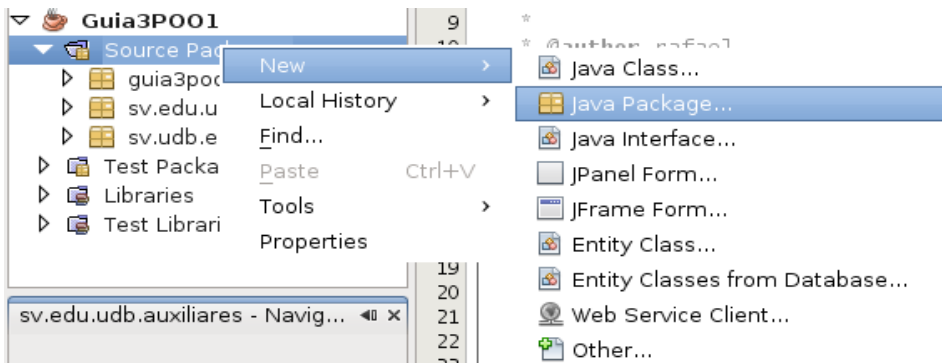 Guia3POO1
Source Pac
guia3poo
sv.edu.u
sv.udb.e
Test Packa
Libraries
Test Librari
New
Local History
Find...
Paste Ctrl+V
Tools
Properties
9
*
10
* @author rafael
Java Class...
Java Package...
Java Interface...
JPanel Form...
JFrame Form...
Entity Class...
Entity Classes from Database...
Web Service Client...
Other...
19
20
21
22
sv.edu.udb.auxiliares - Navig...